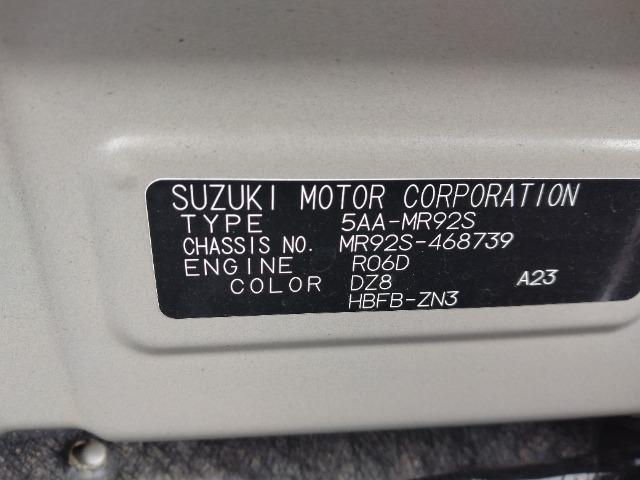 SUZUKI MOTOR CORPORATION
TYPE 5AA-MR92S
CHASSIS NO. MR92S-468739
ENGINE R06D
COLOR DZ8 A23
HBFB-ZN3